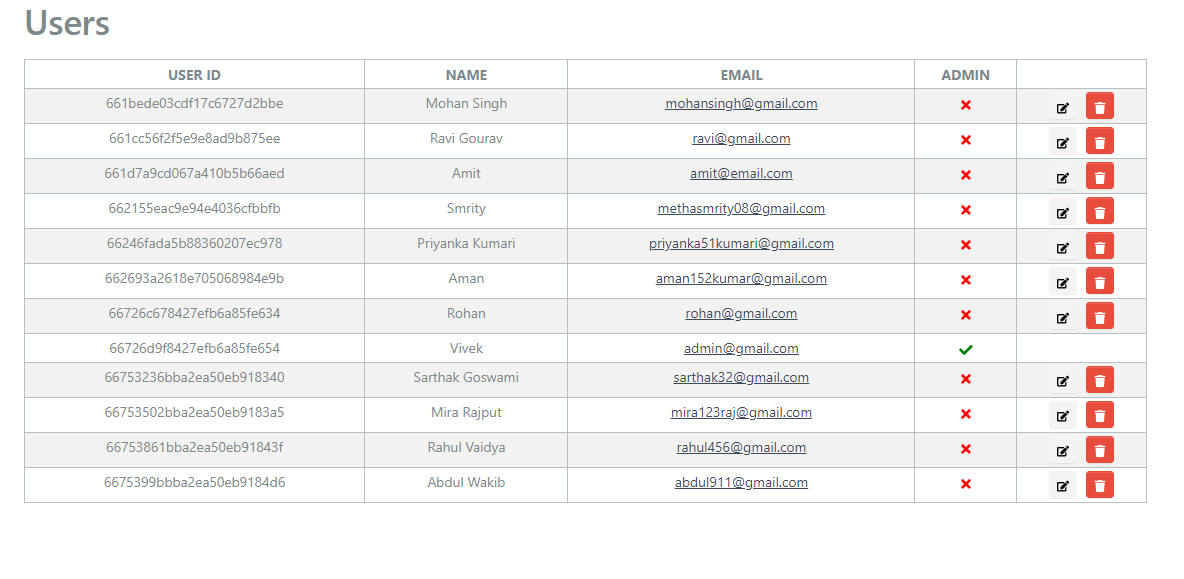 Users
USER ID NAME EMAIL ADMIN
661bede03cdf17c6727d2bbe Mohan Singh mohansingh@gmail.com
661cc56f2f5e9e8ad9b875ee Ravi Gourav ravi@gmail.com
661d7a9cd067a410b5b66aed Amit amit@email.com
662155eac9e94e4036cfbbfb Smrity methasmrity08@gmail.com
66246fada5b88360207ec978 Priyanka Kumari priyanka51kumari@gmail.com
662693a2618e705068984e9b Aman aman152kumar@gmail.com
66726c678427efb6a85fe634 Rohan rohan@gmail.com
66726d9f8427efb6a85fe654 Vivek admin@gmail.com
66753236bba2ea50eb918340 Sarthak Goswami sarthak32@gmail.com
66753502bba2ea50eb9183a5 Mira Rajput mira123raj@gmail.com
66753861bba2ea50eb91843f Rahul Vaidya rahul456@gmail.com
6675399bbba2ea50eb9184d6 Abdul Wakib abdul911@gmail.com